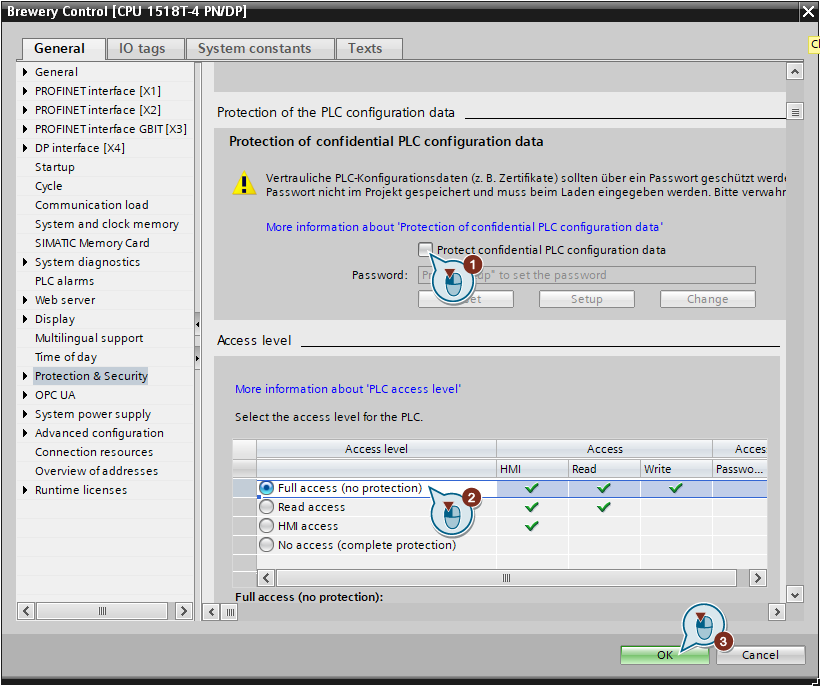 Brewery Control [CPU 1518T-4 PN/DP]
General
IO tags
System constants
Texts
General
PROFINET interface [X1]
PROFINET interface [X2]
PROFINET interface GBIT [X3]
DP interface [X4]
Startup
Cycle
Communication load
System and clock memory
SIMATIC Memory Card
System diagnostics
PLC alarms
Web server
Display
Multilingual support
Time of day
Protection & Security
OPC UA
System power supply
Advanced configuration
Connection resources
Overview of addresses
Runtime licenses
Protection of the PLC configuration data
Protection of confidential PLC configuration data
Vertrauliche PLC-Konfigurationsdaten (z. B. Zertifikate) sollten über ein Passwort geschützt werde
Passwort nicht im Projekt gespeichert und muss beim Laden eingegeben werden. Bitte verwahr
More information about 'Protection of confidential PLC configuration data'
Protect confidential PLC configuration data
1
Password:
to set the password
Setup
Change
Access level
More information about 'PLC access level'
Select the access level for the PLC.
Access level Access Acces
HMI Read Write Passwo...
Full access (no protection)
2
Read access
HMI access
No access (complete protection)
Full access (no protection):
3
OK
Cancel